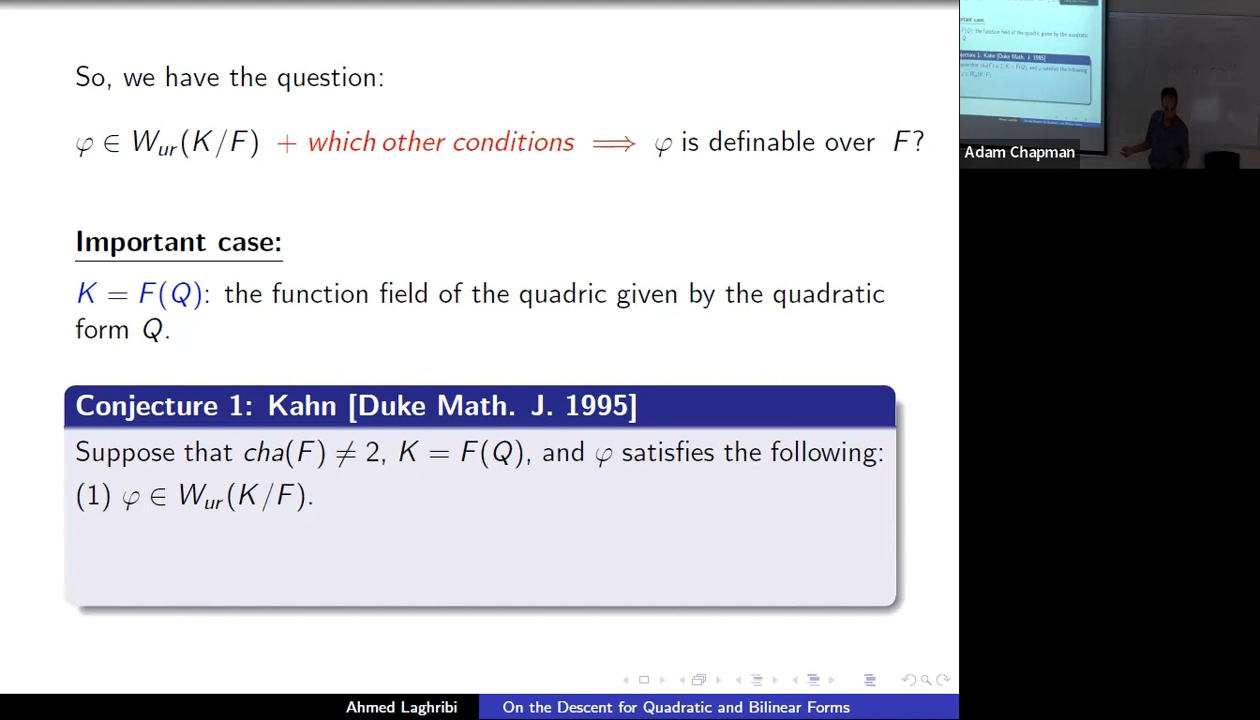 So, we have the question:
φ ∈ W_ur(K/F) + which other conditions ⟹ φ is definable over F?
Important case:
K = F(Q): the function field of the quadric given by the quadratic
form Q.
Conjecture 1: Kahn [Duke Math. J. 1995]
Suppose that cha(F) ≠ 2, K = F(Q), and φ satisfies the following:
(1) φ ∈ W_ur(K/F).
Ahmed Laghribi
On the Descent for Quadratic and Bilinear Forms
Adam Chapman